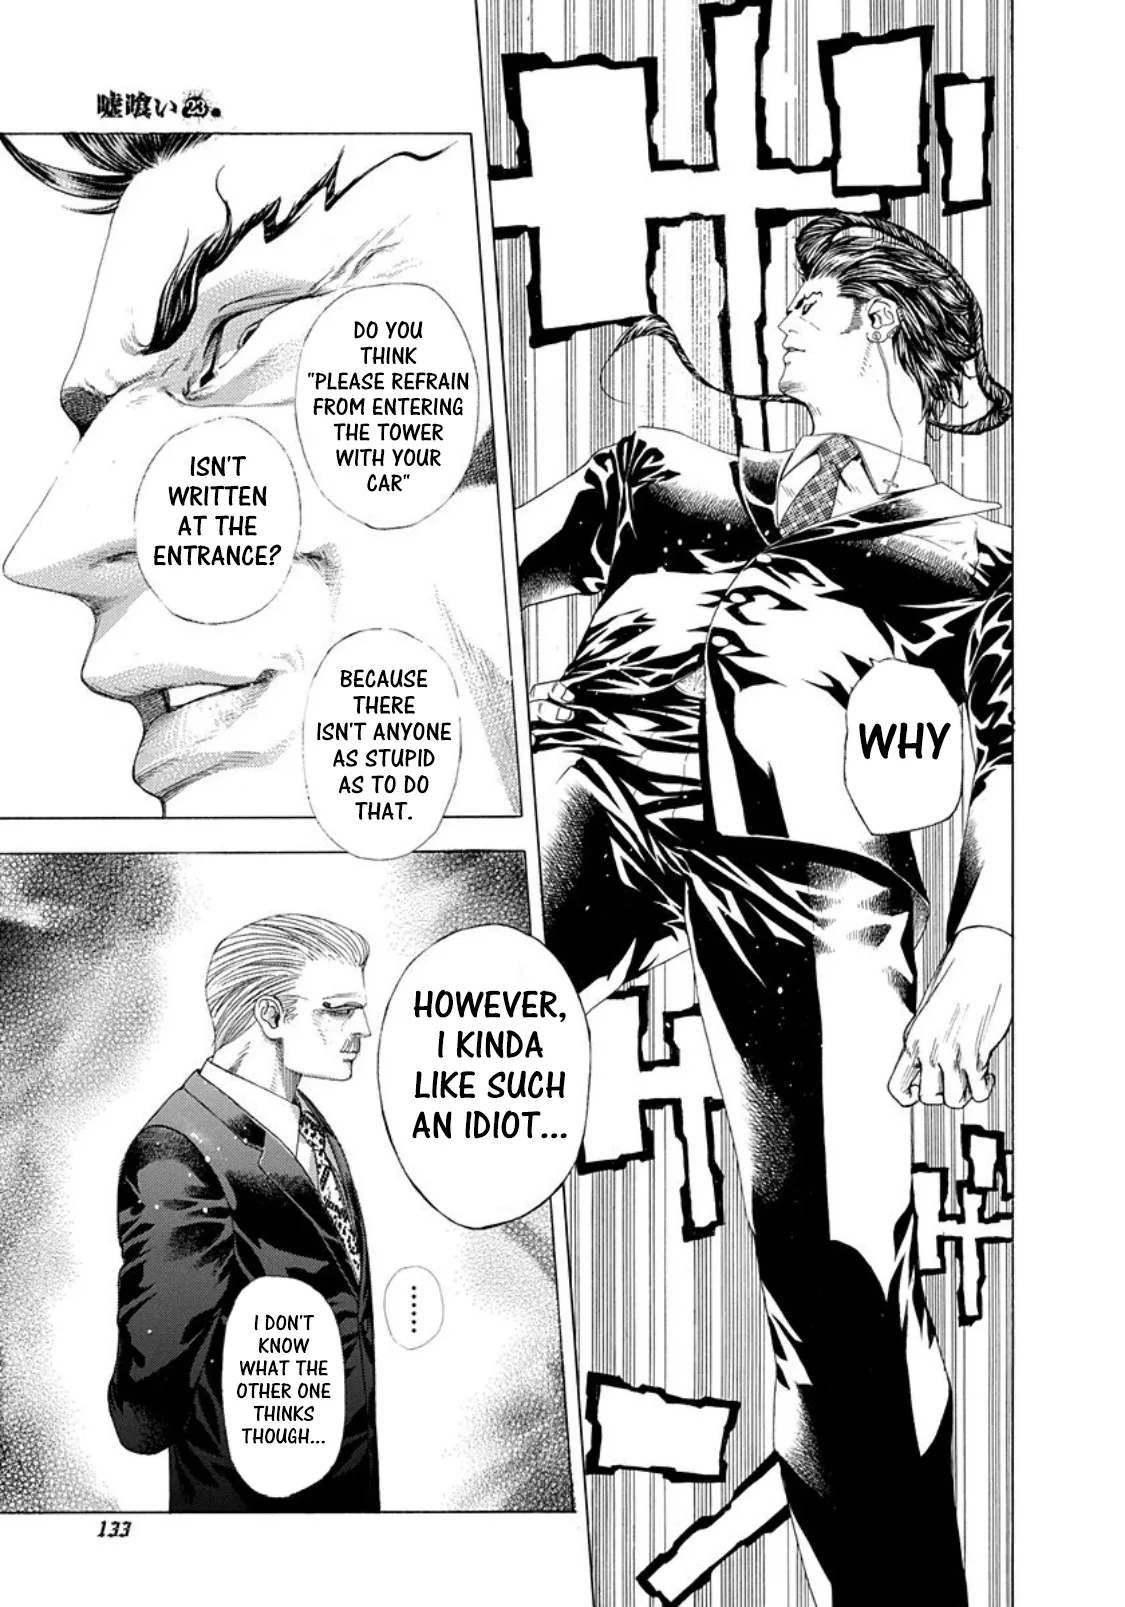 嘘喰い 23
WHY
DO YOU
THINK
"PLEASE REFRAIN
FROM ENTERING
THE TOWER
WITH YOUR
CAR"
ISN'T
WRITTEN
AT THE
ENTRANCE?
BECAUSE
THERE
ISN'T ANYONE
AS STUPID
AS TO DO
THAT.
HOWEVER,
I KINDA
LIKE SUCH
AN IDIOT...
.......
I DON'T
KNOW
WHAT THE
OTHER ONE
THINKS
THOUGH...
133